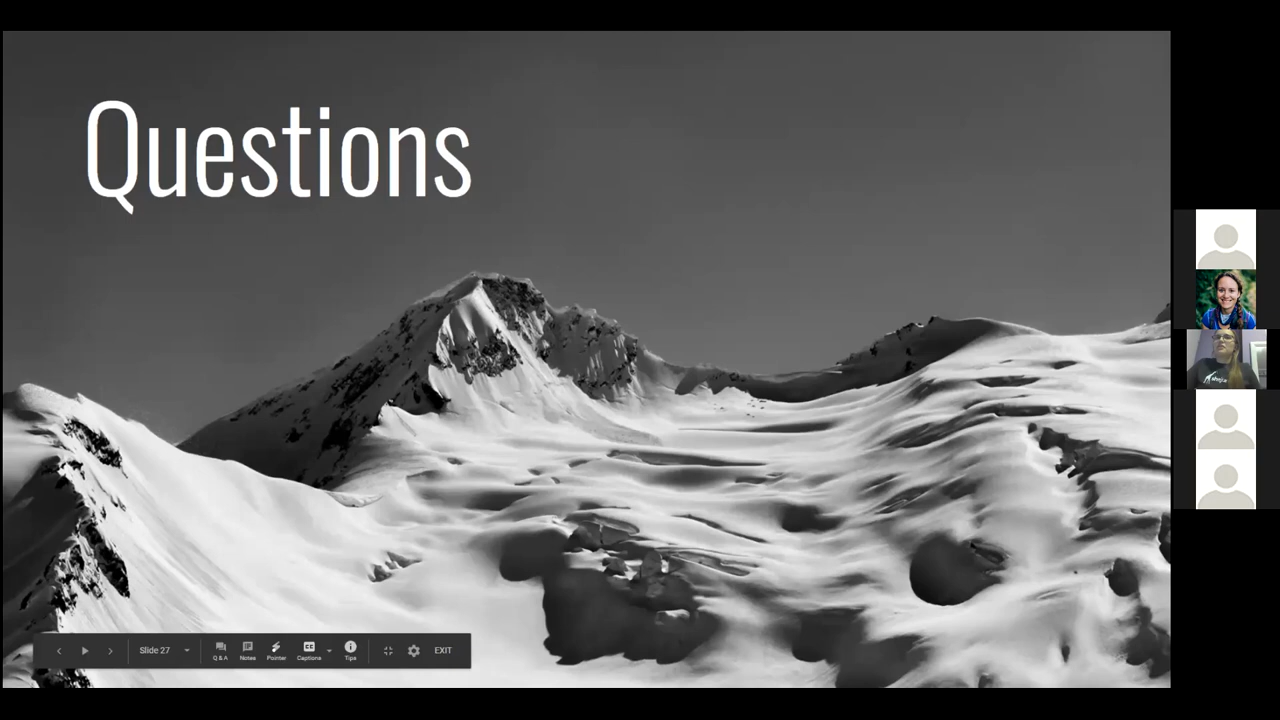 Questions
Slide 27
Q & A
Notes
Pointer
Captions
Tips
EXIT